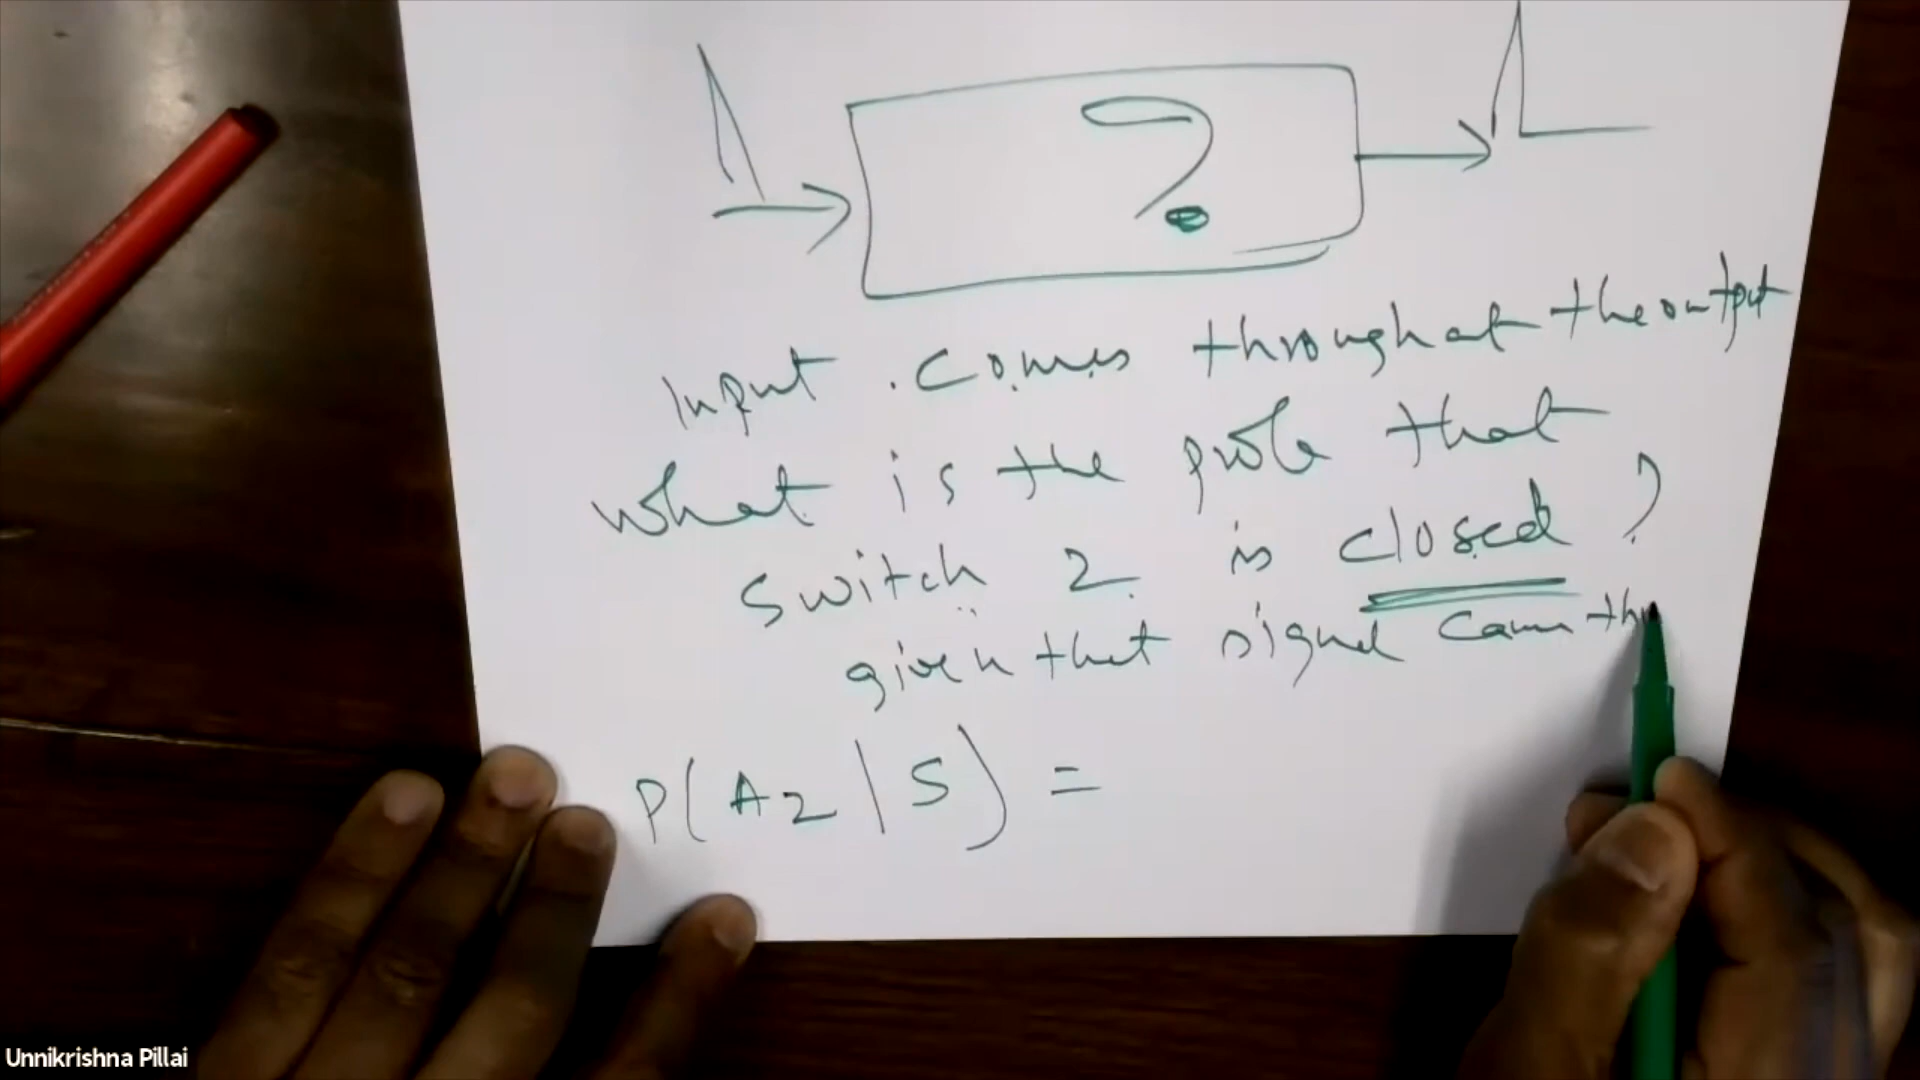 ?
Input comes through at the output
What is the prob that
switch 2 is closed ?
given that signal came thr
P(A2|S) =
Unnikrishna Pillai